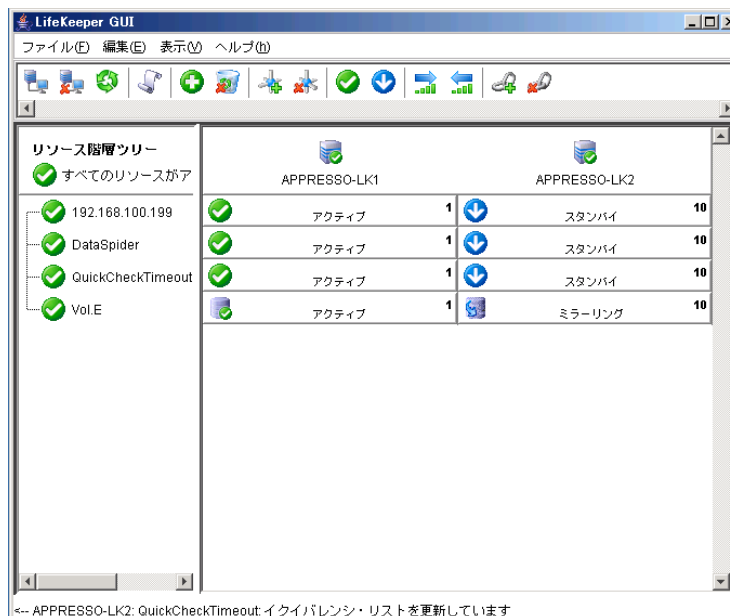 LifeKeeper GUI
ファイル(F) 編集(E) 表示(V) ヘルプ(h)
リソース階層ツリー
すべてのリソースがア
192.168.100.199
DataSpider
QuickCheckTimeout
Vol.E
APPRESSO-LK1 APPRESSO-LK2
アクティブ 1 スタンバイ 10
アクティブ 1 スタンバイ 10
アクティブ 1 スタンバイ 10
アクティブ 1 ミラーリング 10
<-- APPRESSO-LK2: QuickCheckTimeout: イクイバレンシ・リストを更新しています